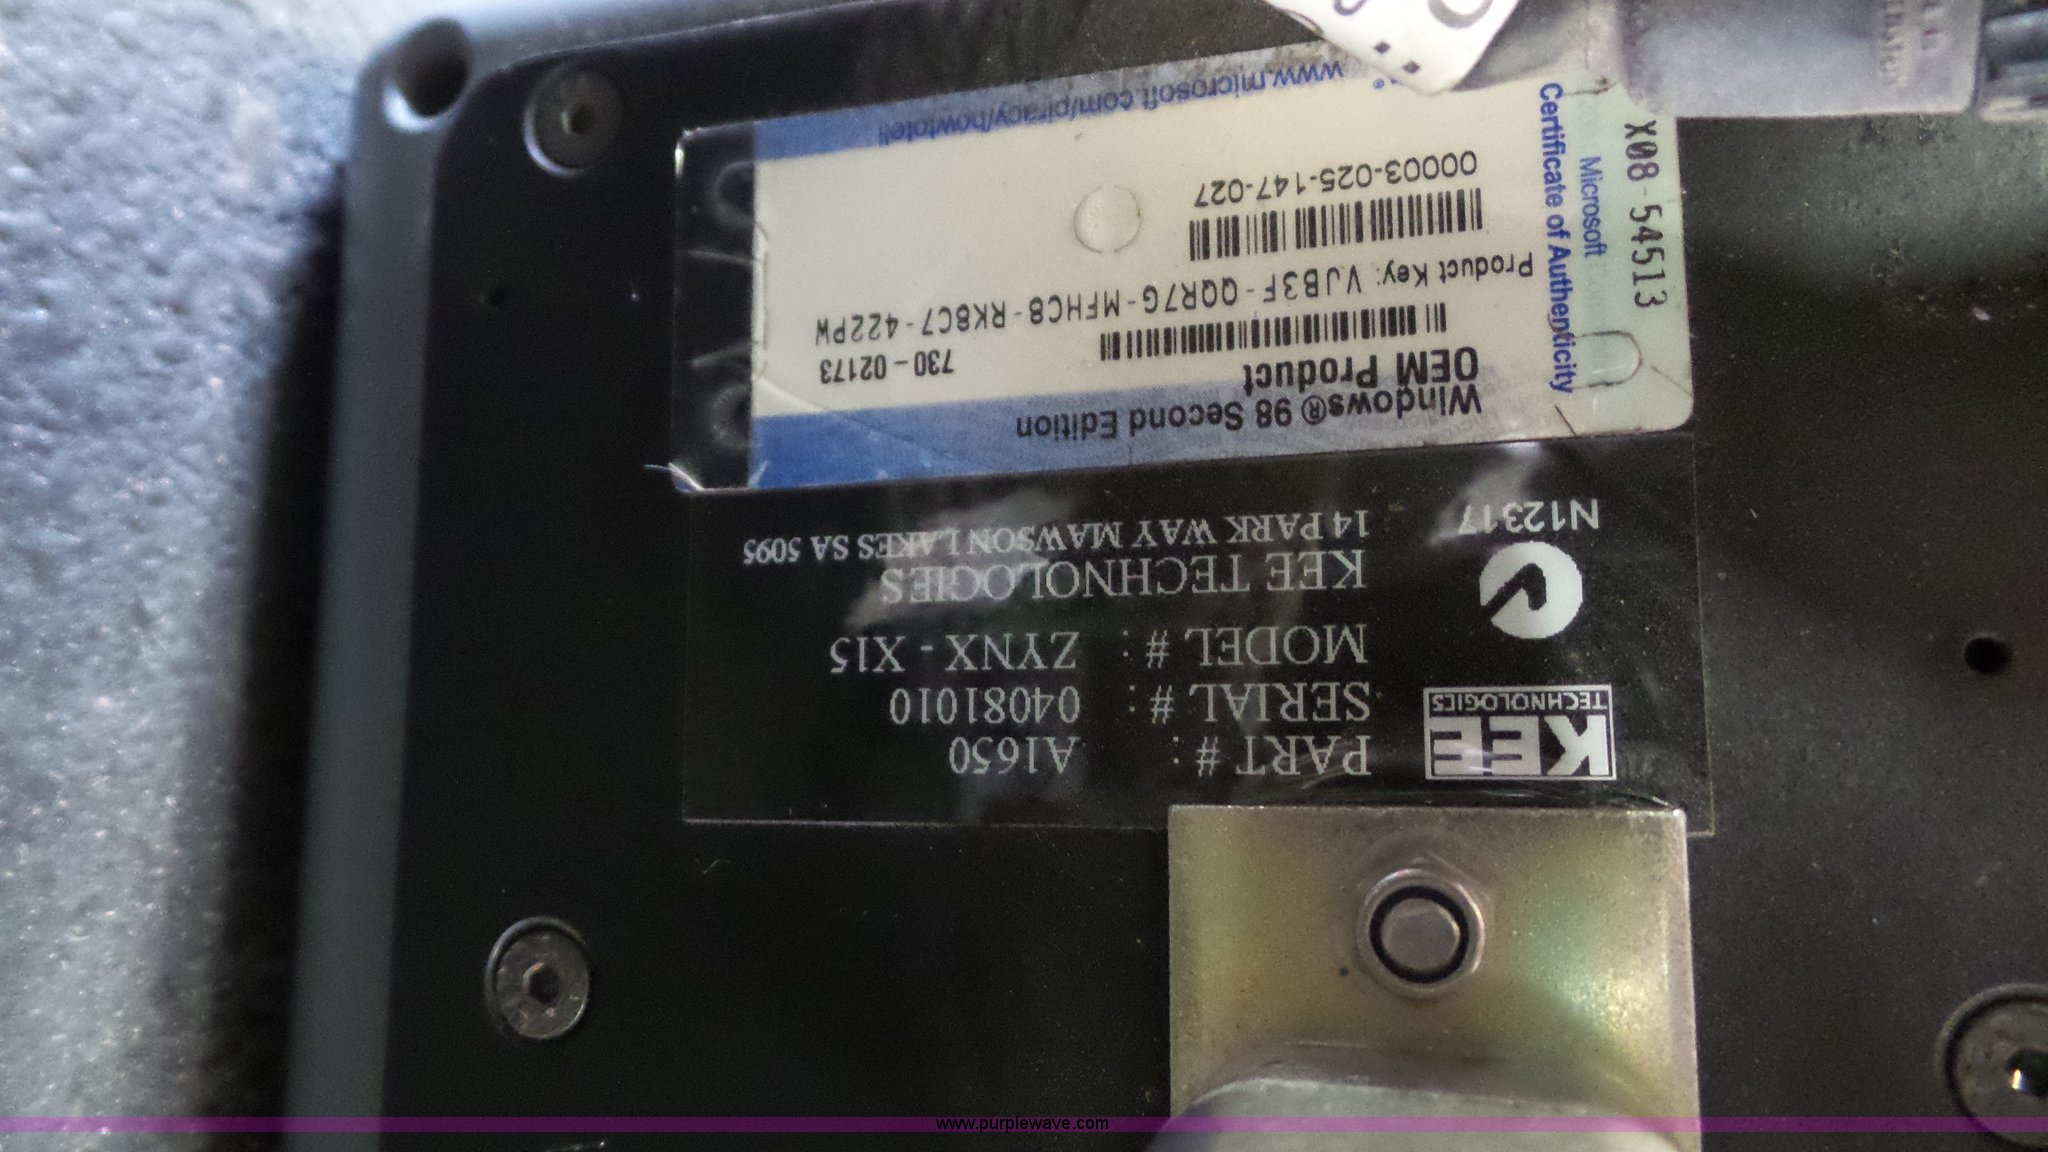 KEE
TECHNOLOGIES
PART # : A1650
SERIAL # : 04081010
MODEL # : ZYNX - X15
KEE TECHNOLOGIES
14 PARK WAY MAWSON LAKES SA 5095
N12317
Windows® 98 Second Edition
OEM Product
730 – 02173
Product Key: VJB3F-QQR7G-MFHC8-RK8C7-422PW
00003-025-147-027
www.microsoft.com/piracy/howtotell
Certificate of Authenticity
Microsoft
X08-54513
www.purplewave.com